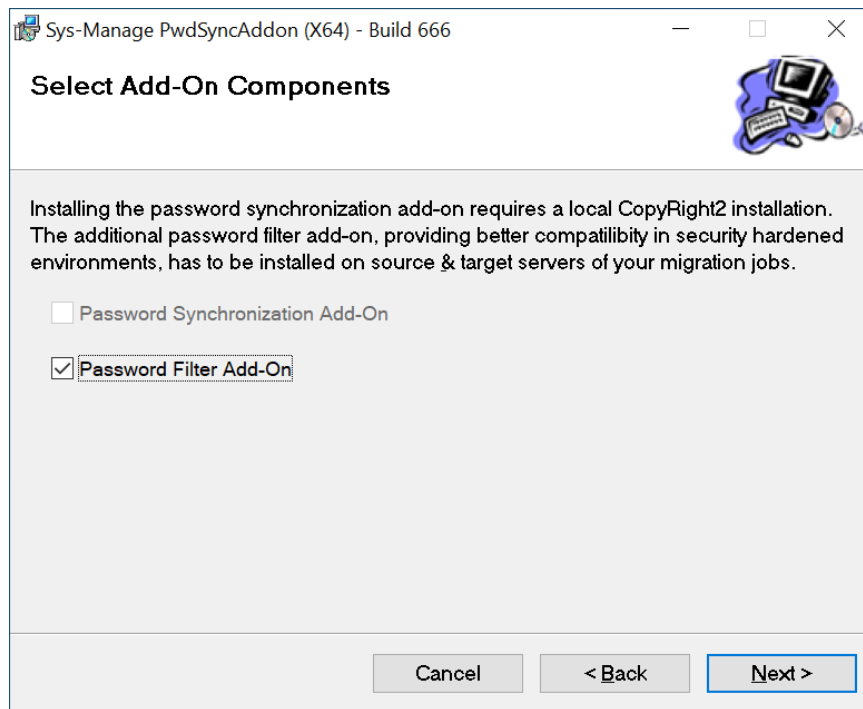 Sys-Manage PwdSyncAddon (X64) - Build 666
Select Add-On Components
Installing the password synchronization add-on requires a local CopyRight2 installation.
The additional password filter add-on, providing better compatilibity in security hardened
environments, has to be installed on source & target servers of your migration jobs.
Password Synchronization Add-On
Password Filter Add-On
Cancel
< Back
Next >